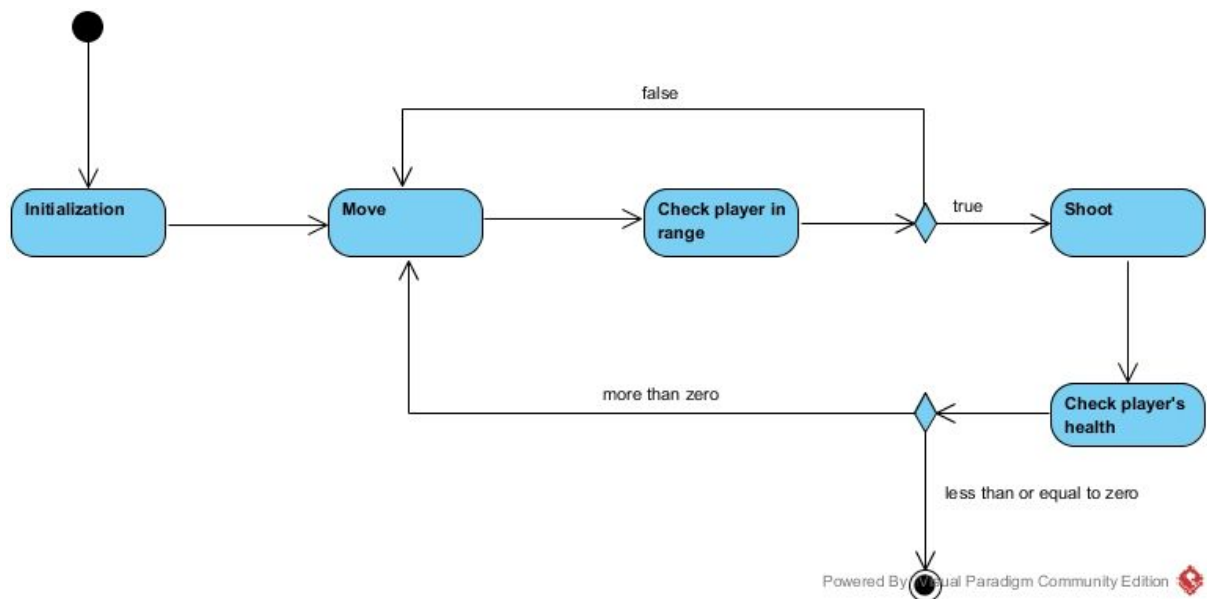 false
Initialization
Move
Check player in
range
true
Shoot
more than zero
Check player's
health
less than or equal to zero
Powered By Visual Paradigm Community Edition